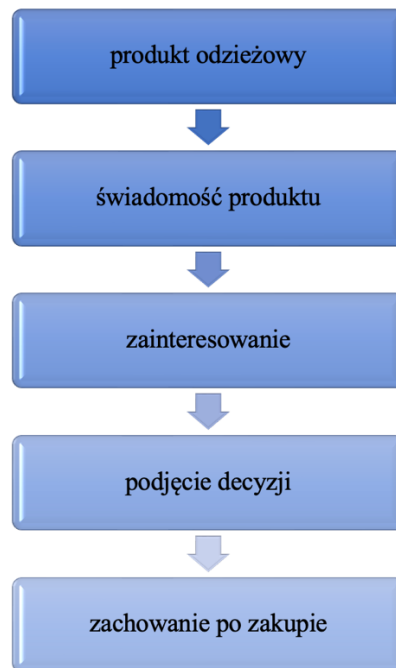 produkt odzieżowy
świadomość produktu
zainteresowanie
podjęcie decyzji
zachowanie po zakupie